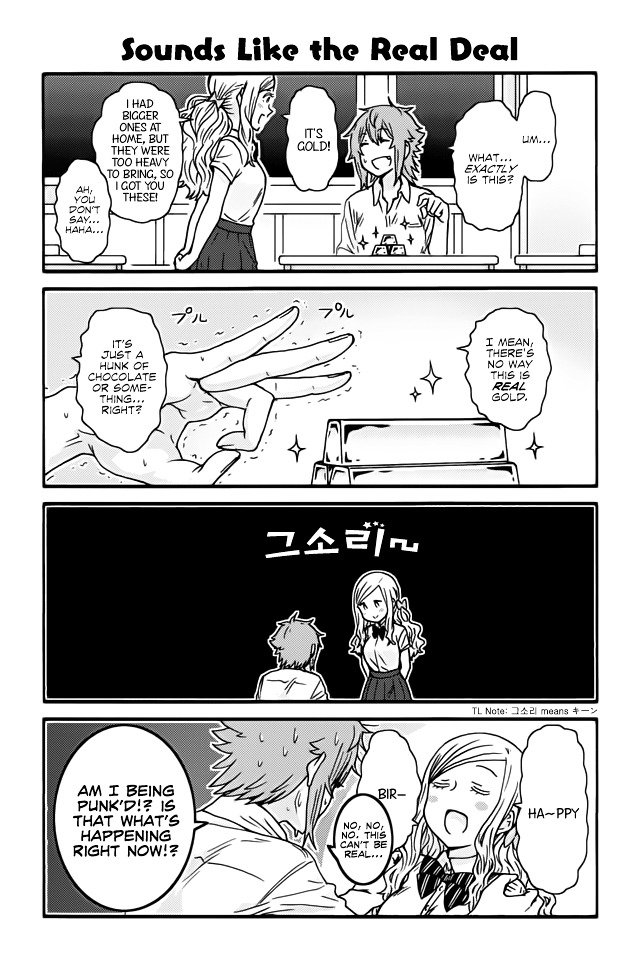 Sounds Like the Real Deal
UM...
WHAT...
EXACTLY
IS THIS?
IT'S
GOLD!
I HAD
BIGGER
ONES AT
HOME, BUT
THEY WERE
TOO HEAVY
TO BRING, SO
I GOT YOU
THESE!
AH,
YOU
DON'T
SAY...
HAHA...
I MEAN,
THERE'S
NO WAY
THIS IS
REAL
GOLD.
プル
プル
IT'S
JUST A
HUNK OF
CHOCOLATE
OR SOME-
THING...
RIGHT?
그소리~
TL Note: 그소리 means キーン
HA~PPY
BIR-
NO, NO,
NO. THIS
CAN'T BE
REAL...
AM I BEING
PUNK'D!? IS
THAT WHAT'S
HAPPENING
RIGHT NOW!?